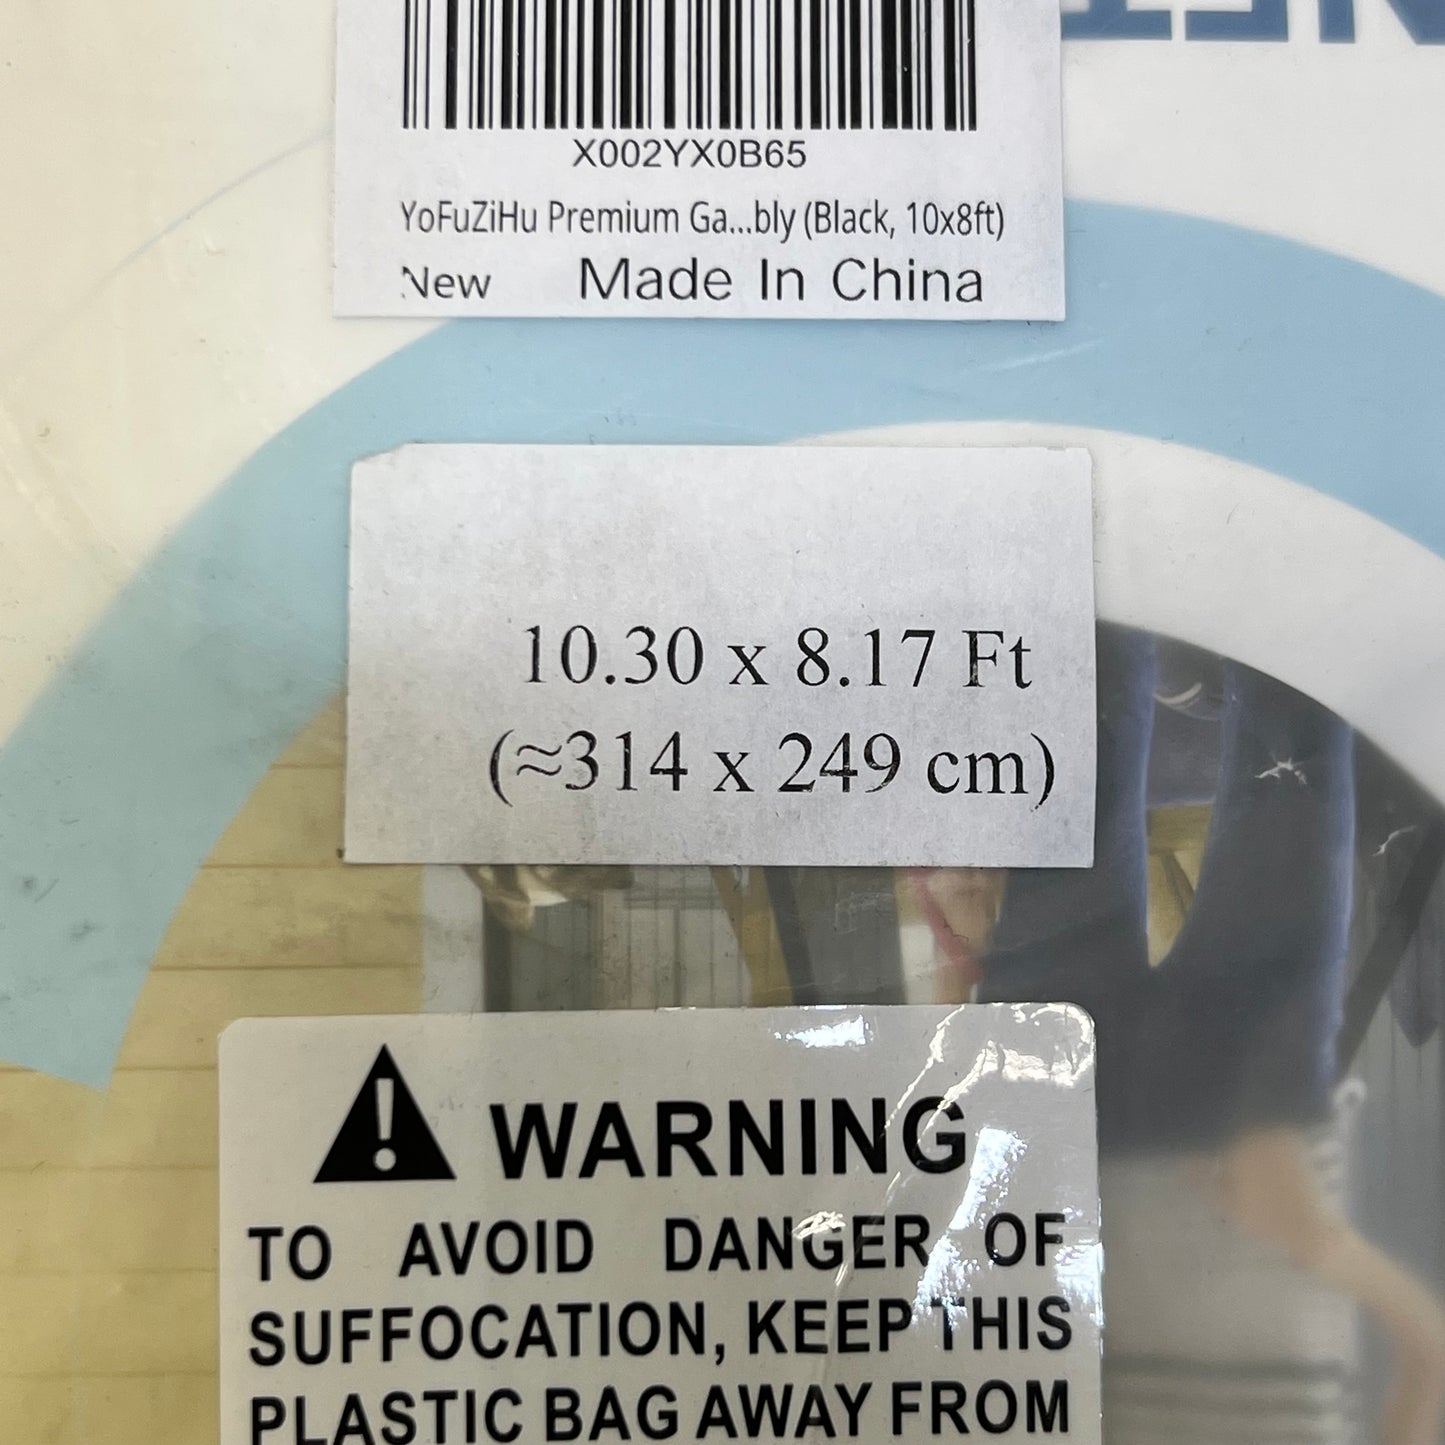 X002YX0B65
YoFuZiHu Premium Ga...bly (Black, 10x8ft)
New Made In China
10.30 x 8.17 Ft
(≈314 x 249 cm)
WARNING
TO AVOID DANGER OF
SUFFOCATION, KEEP THIS
PLASTIC BAG AWAY FROM